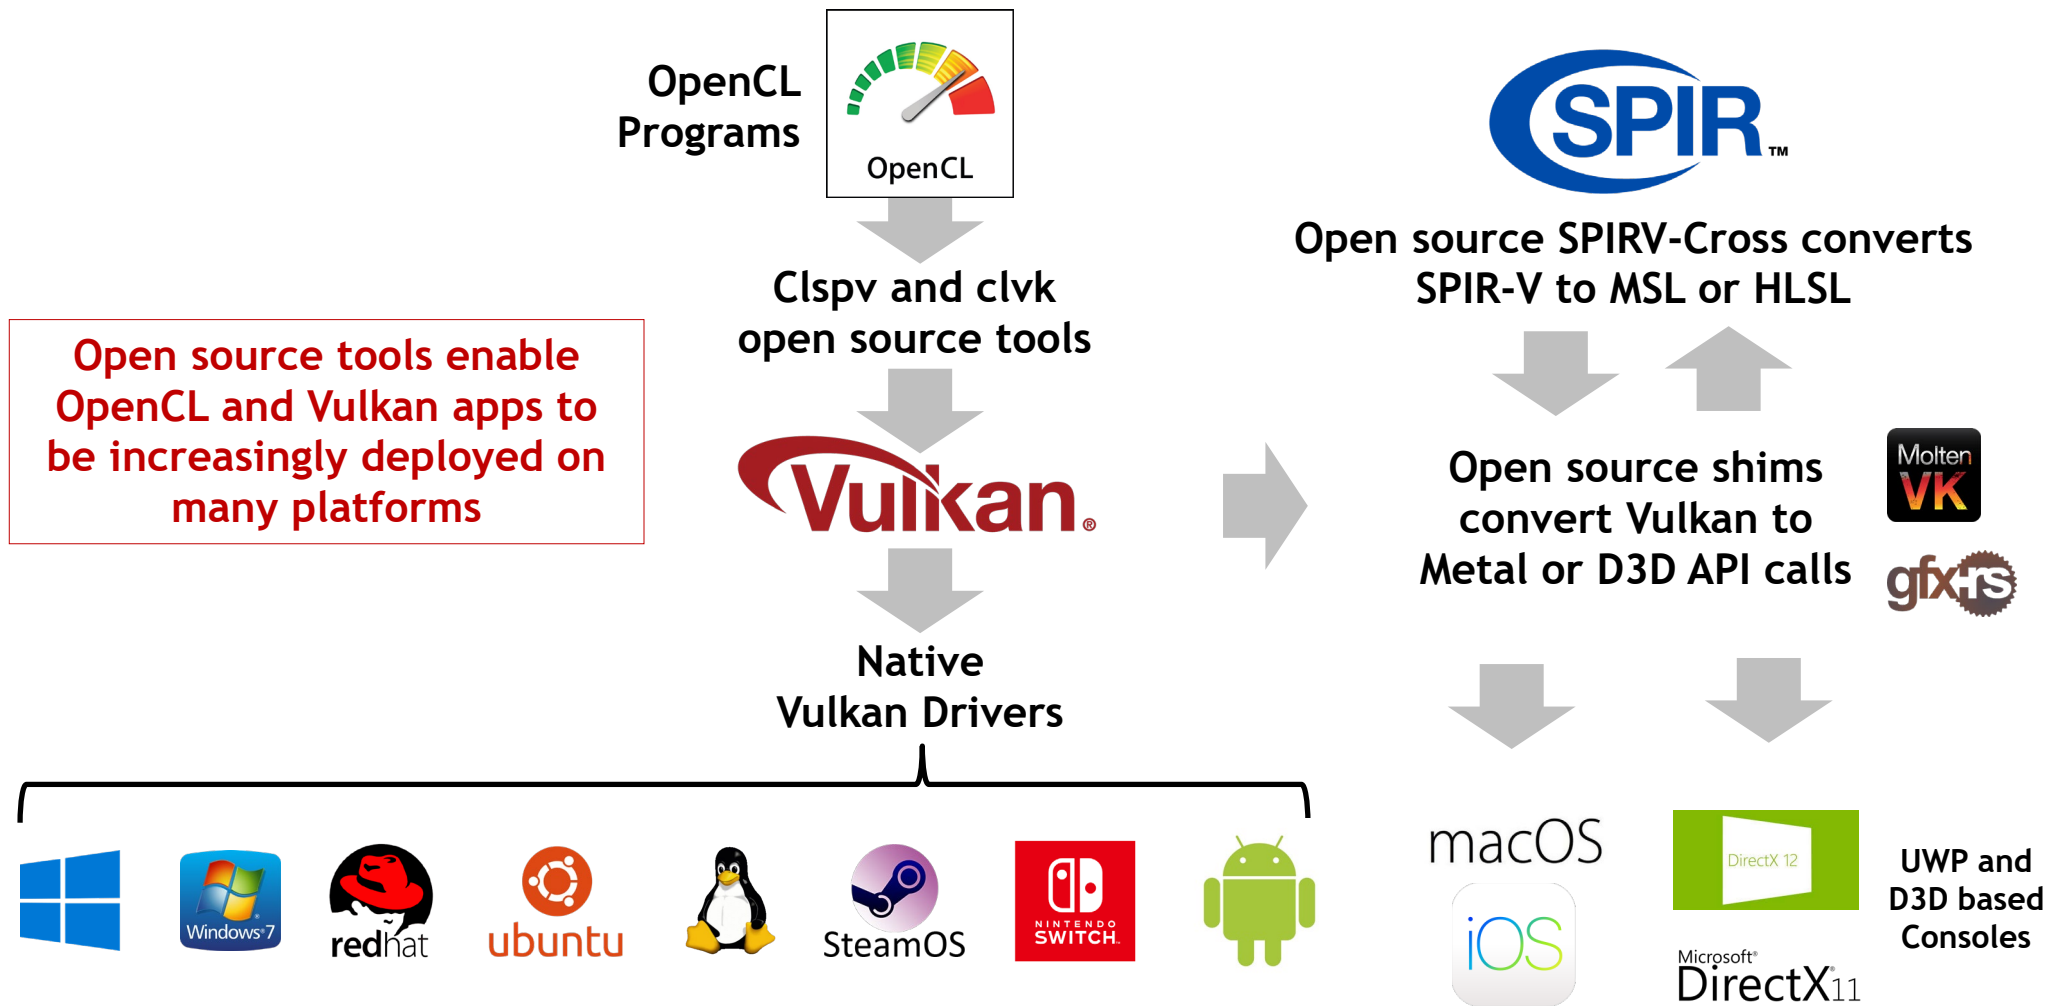 OpenCL
Programs
OpenCL
SPIR™
Open source SPIRV-Cross converts
SPIR-V to MSL or HLSL
Clspv and clvk
open source tools
Open source tools enable
OpenCL and Vulkan apps to
be increasingly deployed on
many platforms
Vulkan®
Open source shims
convert Vulkan to
Metal or D3D API calls
Molten
VK
gfx-rs
Native
Vulkan Drivers
Windows®7
redhat
ubuntu
SteamOS
NINTENDO
SWITCH™
macOS
iOS
DirectX 12
Microsoft®
DirectX®11
UWP and
D3D based
Consoles